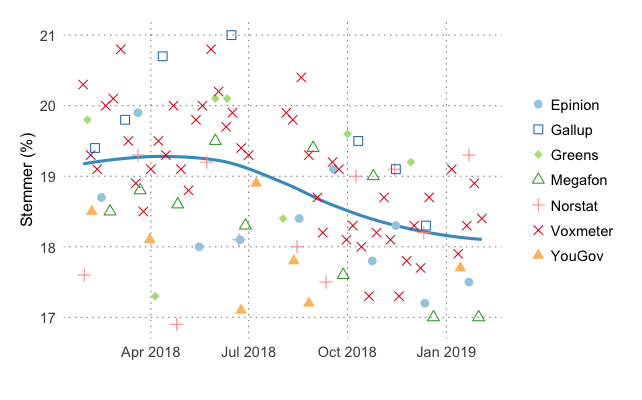 Stemmer (%)
21
20
19
18
17
Apr 2018
Jul 2018
Oct 2018
Jan 2019
Epinion
Gallup
Greens
Megafon
Norstat
Voxmeter
YouGov